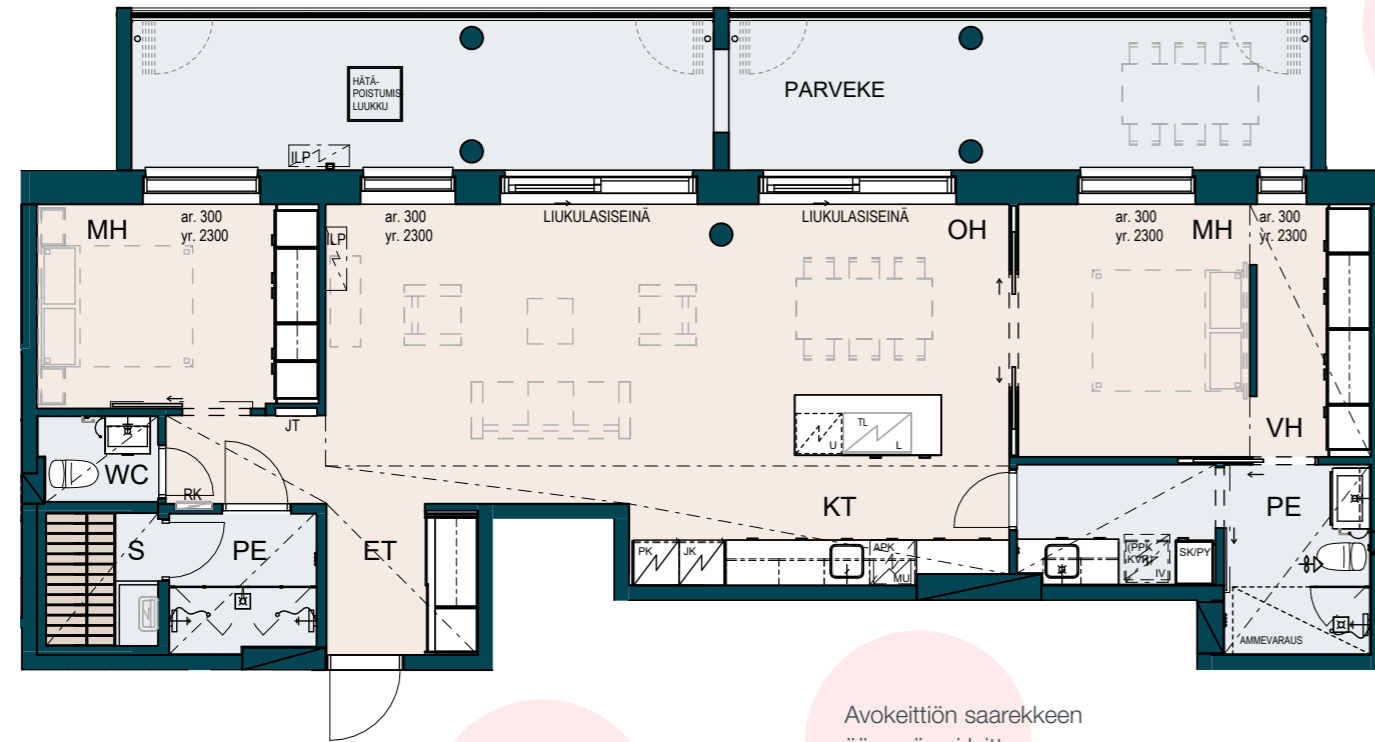 HÄTÄ-
POISTUMIS
LUUKKU
PARVEKE
ILP
MH
ar. 300
yr. 2300
ar. 300
yr. 2300
LIUKULASISEINÄ
LIUKULASISEINÄ
OH
ar. 300
yr. 2300
MH
ar. 300
yr. 2300
ILP
JT
U
TL
L
VH
WC
RK
KT
PE
S
PE
ET
PK
JK
APK
MU
(PPK
KVR)
IV
SK/PY
AMMEVARAUS
Avokeittiön saarekkeen